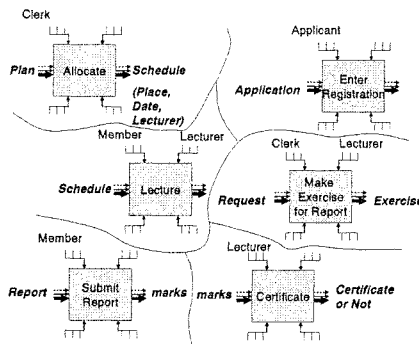 Clerk
Plan
Allocate
Schedule
(Place,
Date,
Lecturer)
Applicant
Application
Enter
Registration
Member
Lecturer
Schedule
Lecture
Clerk
Lecturer
Request
Make
Exercise
for Report
Exercise
Member
Report
Submit
Report
marks
Lecturer
marks
Certificate
Certificate
or Not